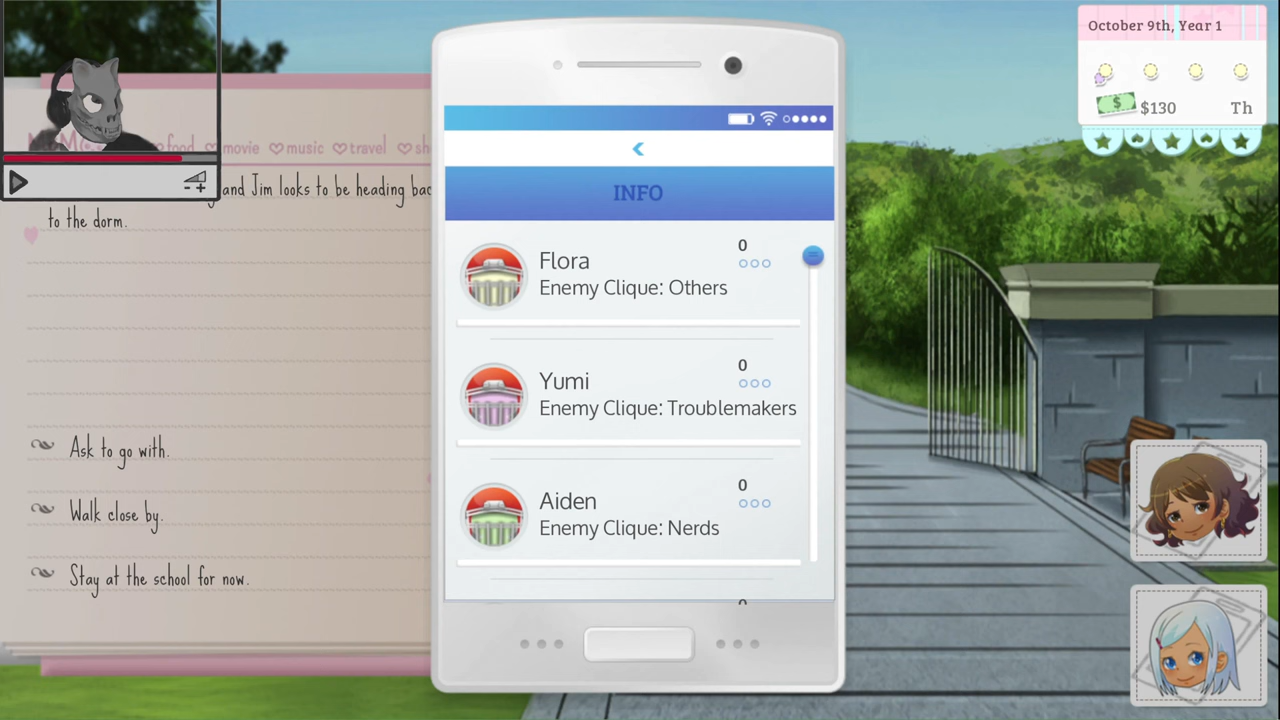 October 9th, Year 1
$130
Th
food movie music travel
and Jim looks to be heading
to the dorm.
Ask to go with.
Walk close by.
Stay at the school for now.
INFO
Flora
0
Enemy Clique: Others
Yumi
0
Enemy Clique: Troublemakers
Aiden
0
Enemy Clique: Nerds